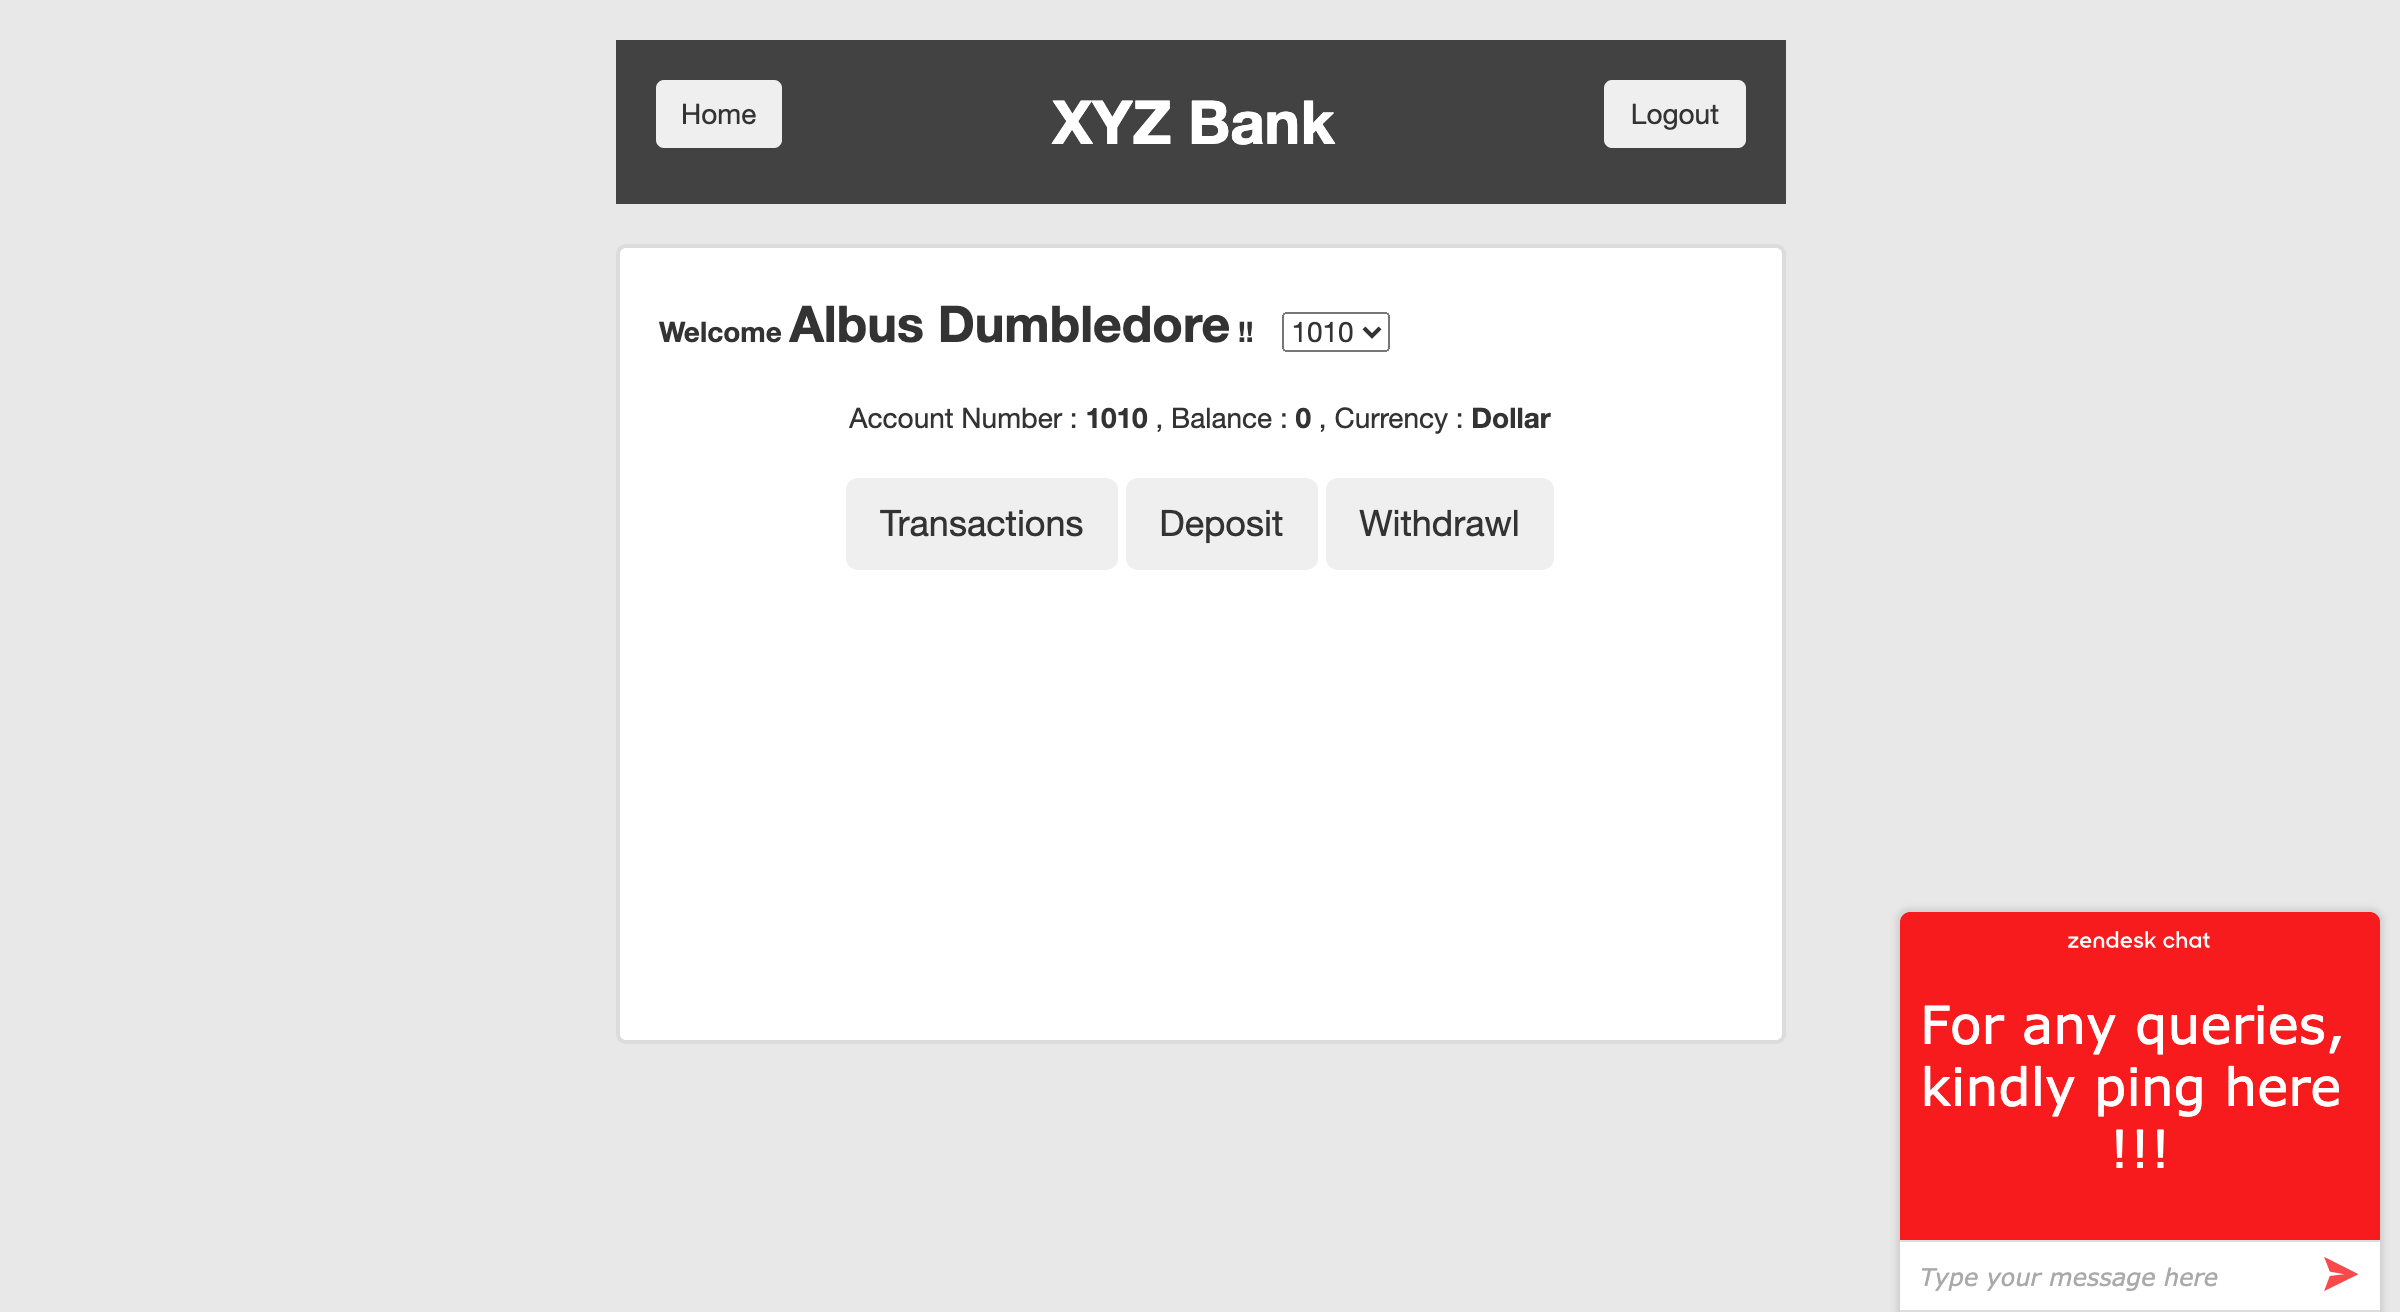 Home
XYZ Bank
Logout
Welcome Albus Dumbledore !! 1010
Account Number : 1010 , Balance : 0 , Currency : Dollar
Transactions
Deposit
Withdrawl
zendesk chat
For any queries,
kindly ping here
!!!
Type your message here